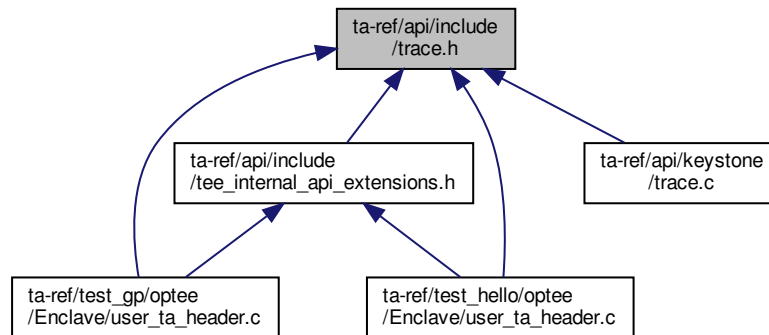 ta-ref/api/include
/trace.h
ta-ref/api/include
/tee_internal_api_extensions.h
ta-ref/api/keystone
/trace.c
ta-ref/test_gp/optee
/Enclave/user_ta_header.c
ta-ref/test_hello/optee
/Enclave/user_ta_header.c